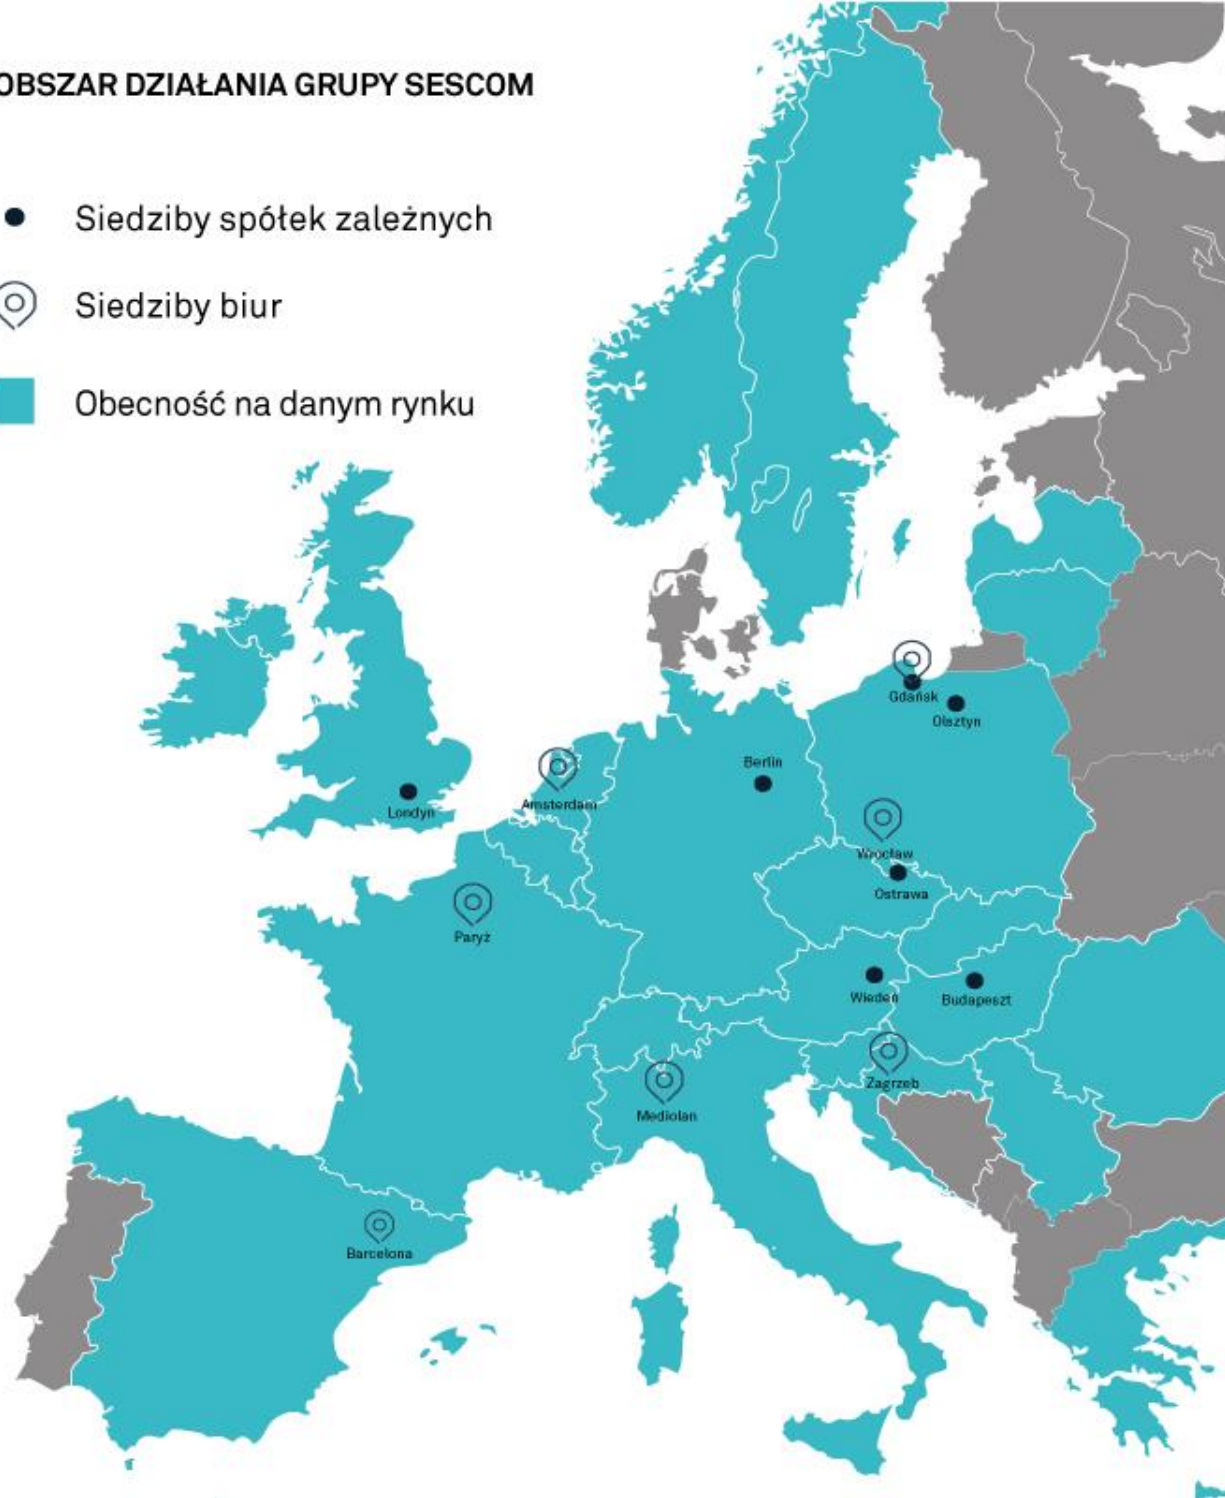 OBSZAR DZIAŁANIA GRUPY SESCOM
Siedziby spółek zależnych
Siedziby biur
Obecność na danym rynku
Gdańsk
Olsztyn
Berlin
Amsterdam
Londyn
Wrocław
Ostrawa
Paryż
Wiedeń
Budapeszt
Zagrzeb
Mediolan
Barcelona